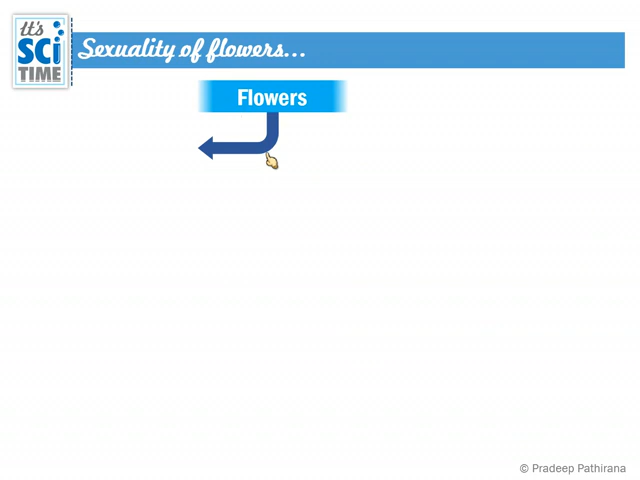 It's
SCi
TIME
Sexuality of flowers...
Flowers
© Pradeep Pathirana